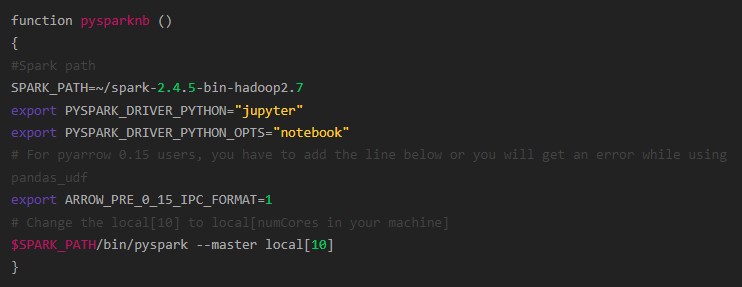 function pysparknb ()
{
#Spark path
SPARK_PATH=~/spark-2.4.5-bin-hadoop2.7
export PYSPARK_DRIVER_PYTHON="jupyter"
export PYSPARK_DRIVER_PYTHON_OPTS="notebook"
# For pyarrow 0.15 users, you have to add the line below or you will get an error while using
pandas_udf
export ARROW_PRE_0_15_IPC_FORMAT=1
# Change the local[10] to local[numCores in your machine]
$SPARK_PATH/bin/pyspark --master local[10]
}